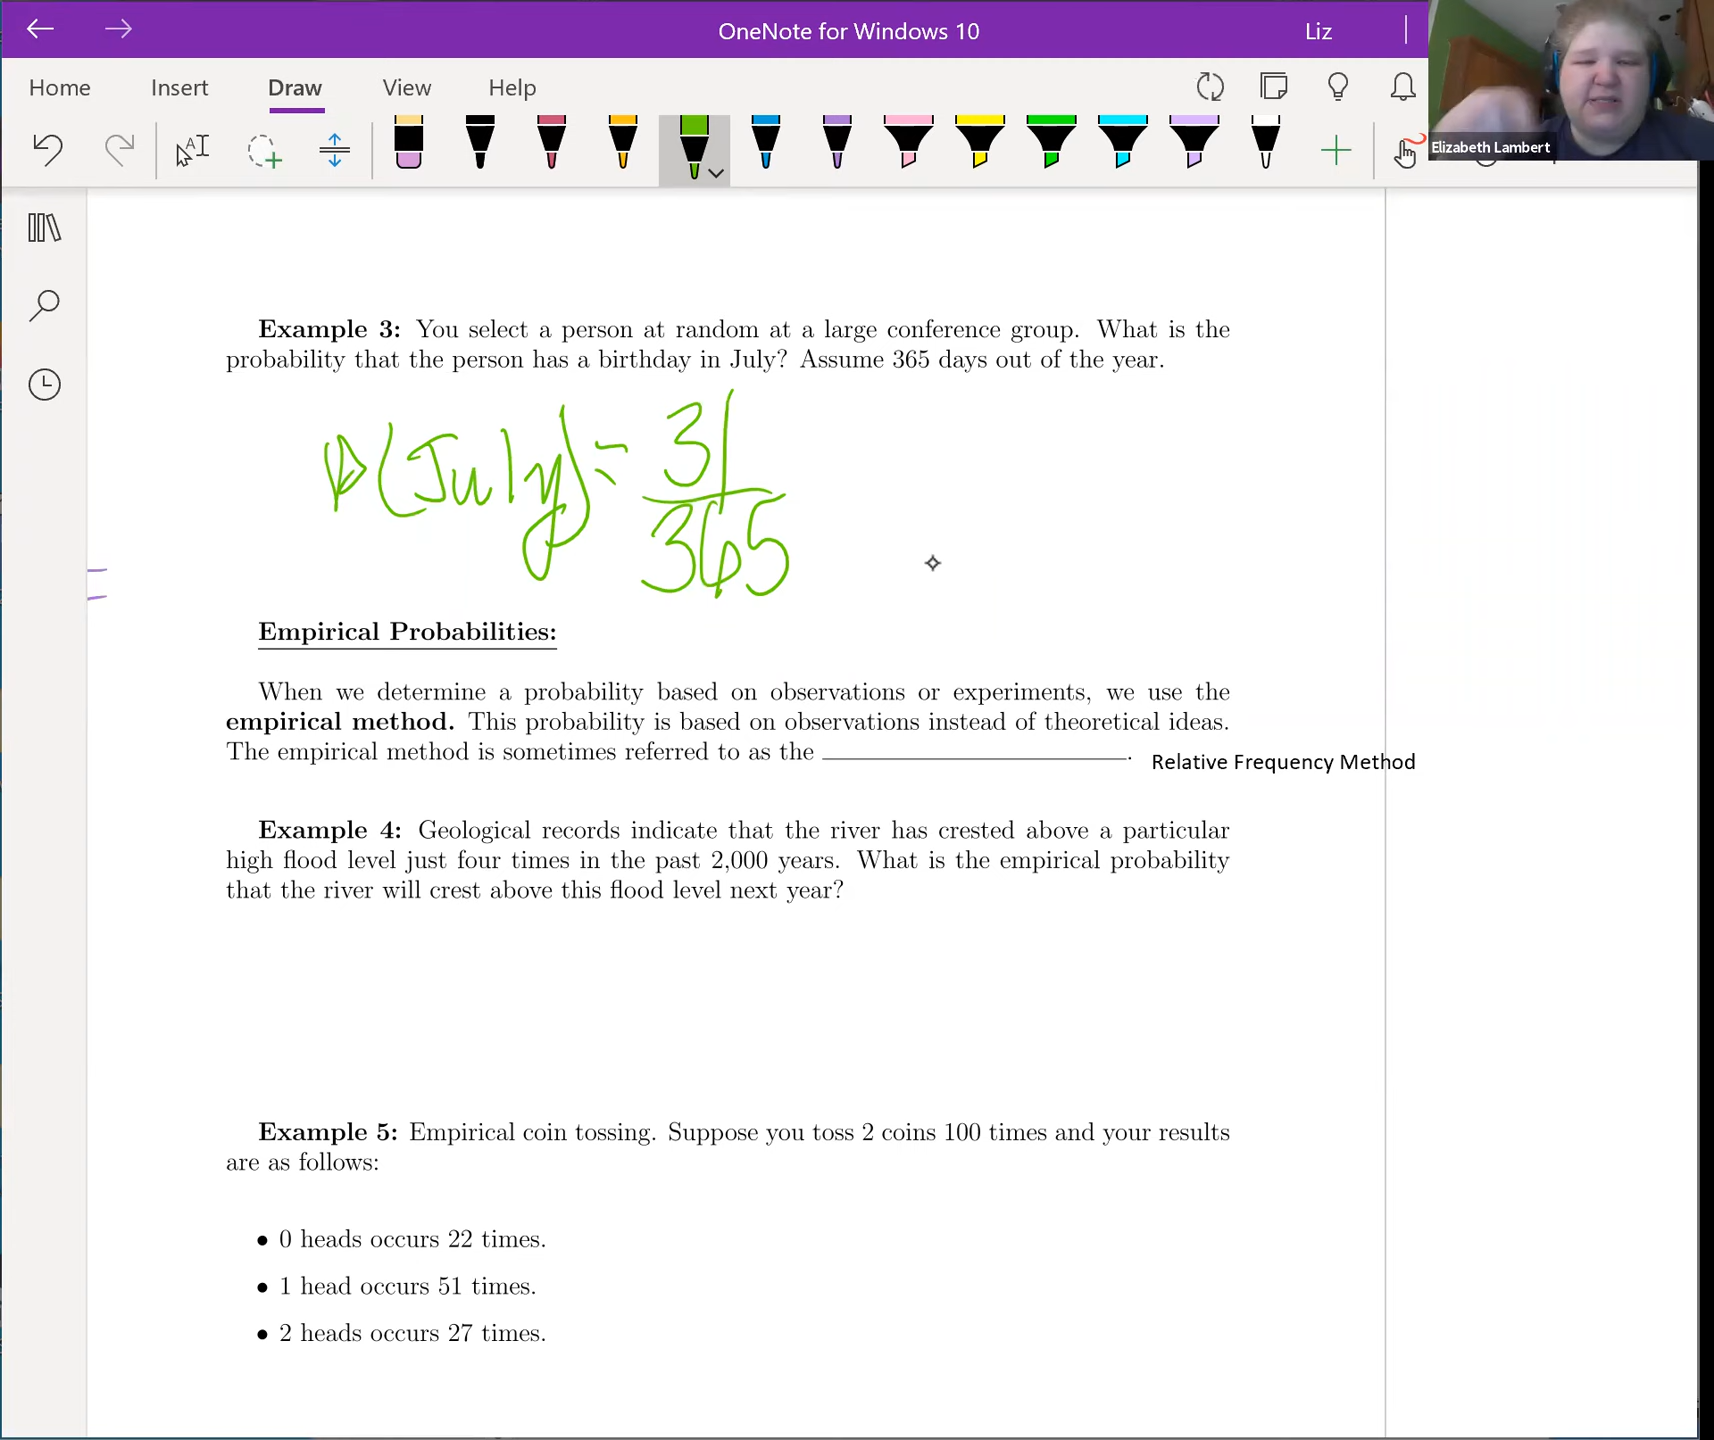 OneNote for Windows 10
Liz
Home Insert Draw View Help
Elizabeth Lambert
Example 3: You select a person at random at a large conference group. What is the
probability that the person has a birthday in July? Assume 365 days out of the year.
P(July) = 31/365
Empirical Probabilities:
When we determine a probability based on observations or experiments, we use the
empirical method. This probability is based on observations instead of theoretical ideas.
The empirical method is sometimes referred to as the ______________________. Relative Frequency Method
Example 4: Geological records indicate that the river has crested above a particular
high flood level just four times in the past 2,000 years. What is the empirical probability
that the river will crest above this flood level next year?
Example 5: Empirical coin tossing. Suppose you toss 2 coins 100 times and your results
are as follows:
• 0 heads occurs 22 times.
• 1 head occurs 51 times.
• 2 heads occurs 27 times.